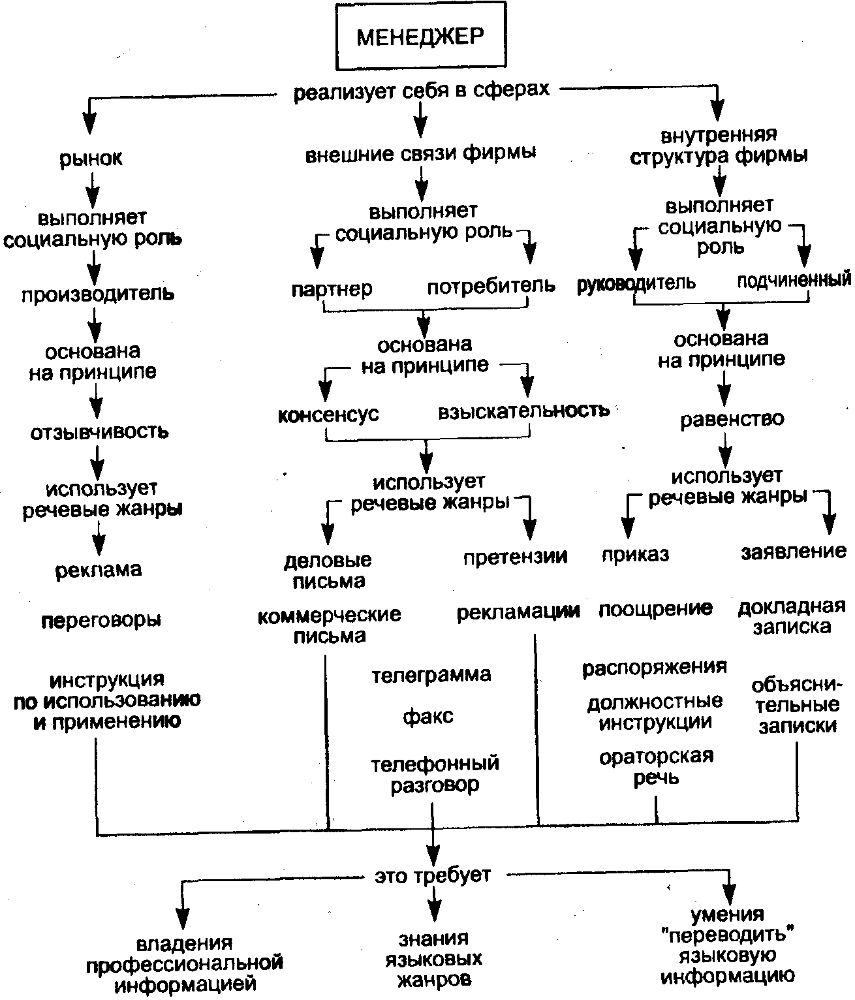 МЕНЕДЖЕР
реализует себя в сферах
рынок
выполняет
социальную роль
производитель
основана
на принципе
отзывчивость
использует
речевые жанры
реклама
переговоры
инструкция
по использованию
и применению
внешние связи фирмы
выполняет
социальную роль
партнер
потребитель
основана
на принципе
консенсус
взыскательность
использует
речевые жанры
деловые
письма
коммерческие
письма
претензии
рекламации
телеграмма
факс
телефонный
разговор
внутренняя
структура фирмы
выполняет
социальную
роль
руководитель
подчиненный
основана
на принципе
равенство
использует
речевые жанры
приказ
поощрение
распоряжения
должностные
инструкции
ораторская
речь
заявление
докладная
записка
объясни-
тельные
записки
это требует
владения
профессиональной
информацией
знания
языковых
жанров
умения
"переводить"
языковую
информацию